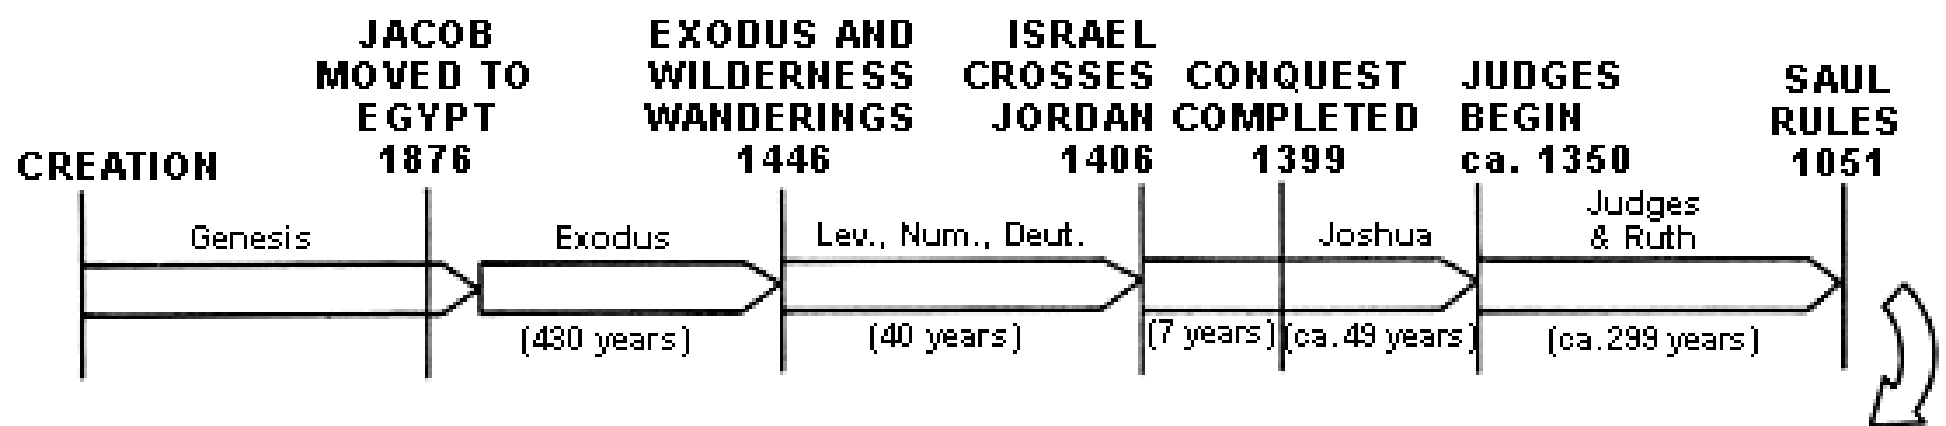 CREATION
JACOB
MOVED TO
EGYPT
1876
EXODUS AND
WILDERNESS
WANDERINGS
1446
ISRAEL
CROSSES
JORDAN
1406
CONQUEST
COMPLETED
1399
JUDGES
BEGIN
ca. 1350
SAUL
RULES
1051
Genesis
Exodus
Lev., Num., Deut.
Joshua
Judges
& Ruth
(430 years)
(40 years)
(7 years)
(ca.49 years)
(ca.299 years)